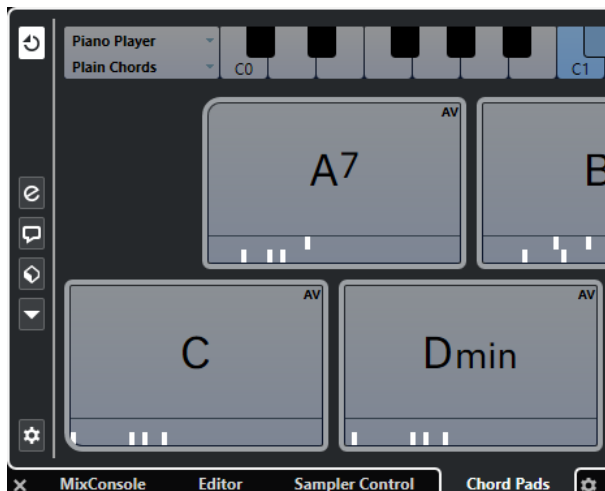 Piano Player
Plain Chords
C0
C1
AV
A7
B
AV
C
AV
Dmin
MixConsole
Editor
Sampler Control
Chord Pads